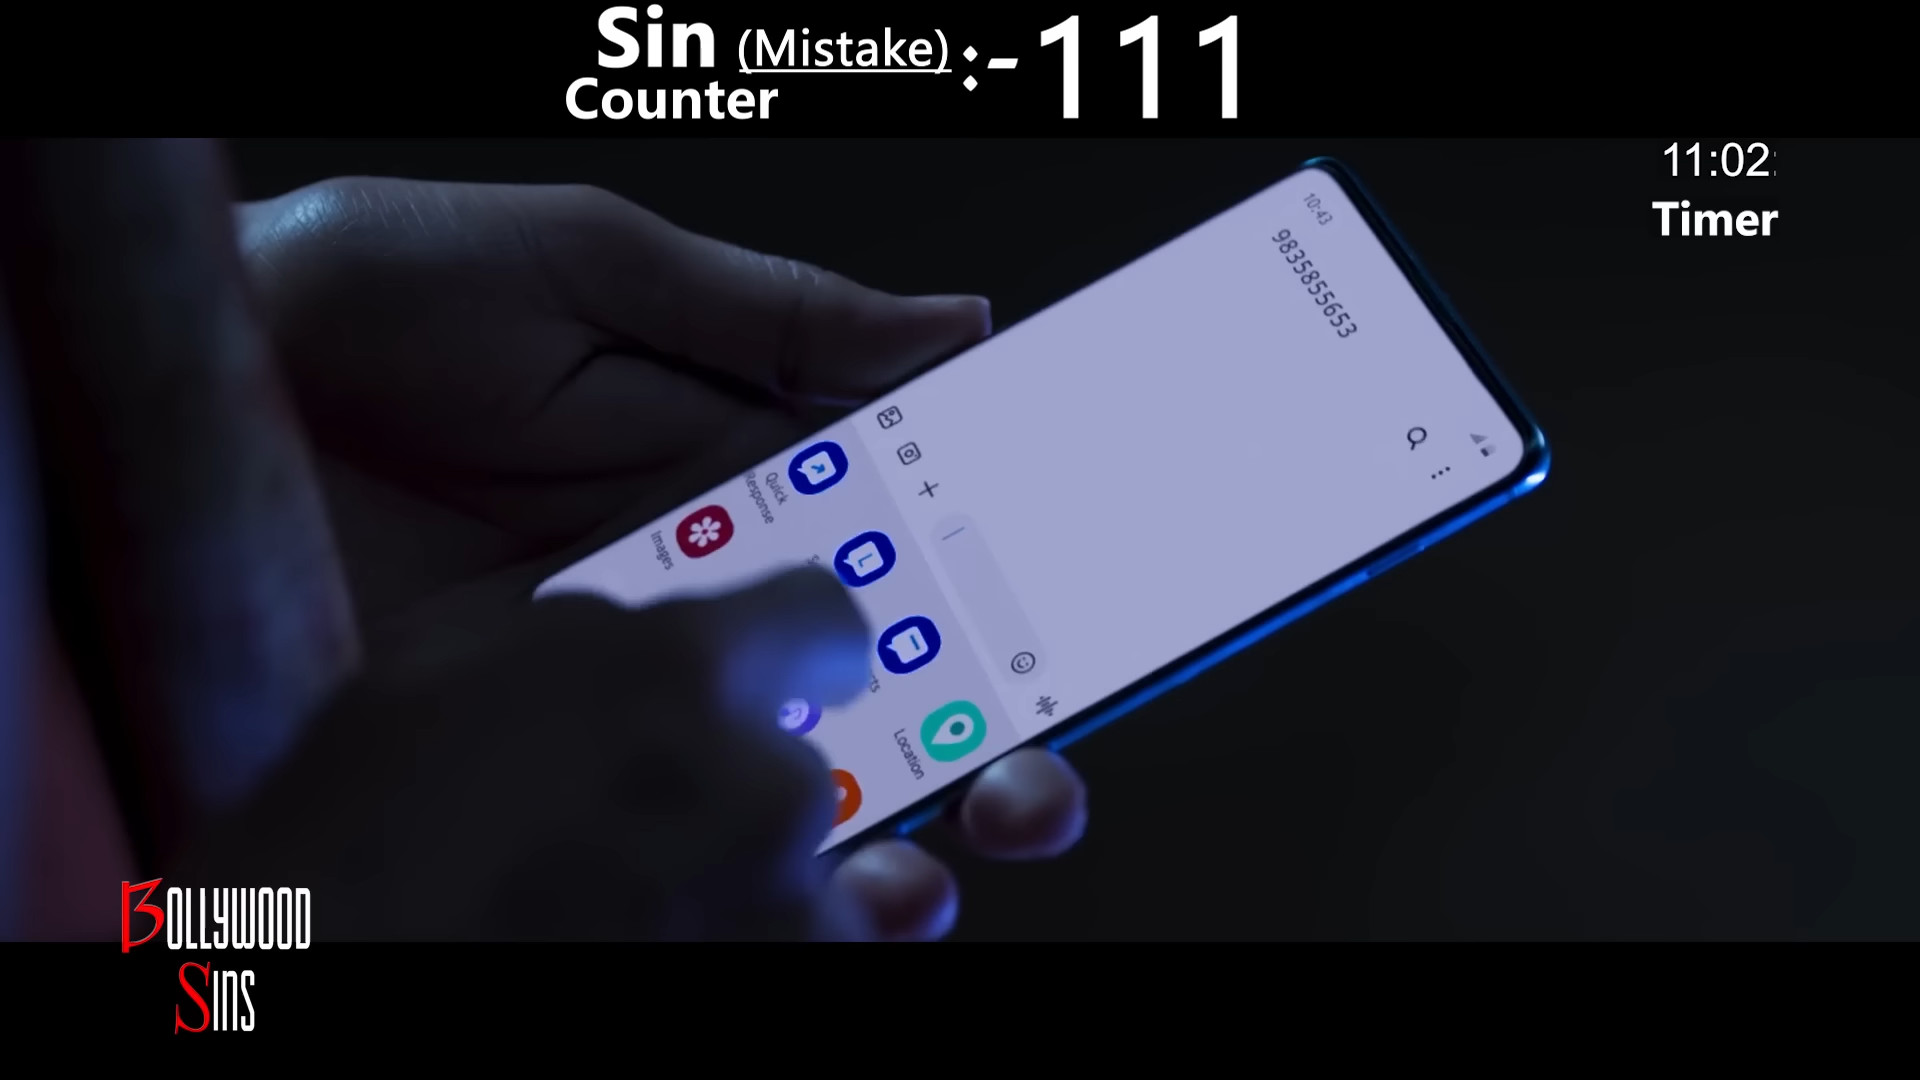 Sin (Mistake) :- 111
Counter
11:02
Timer
10:43
9835855653
Quick
Response
Images
Location
BOLLYWOOD
SINS